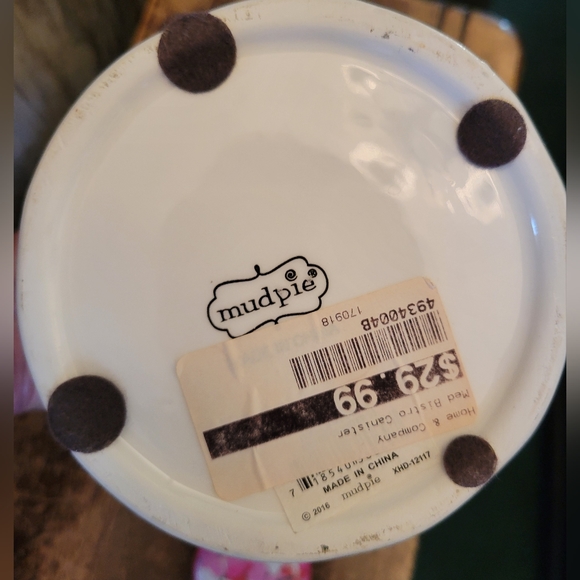 mudpie
4934004B
170918
$29.99
Med Bistro Canister
Home & Company
MADE IN CHINA
XHD-12117
mudpie
© 2016